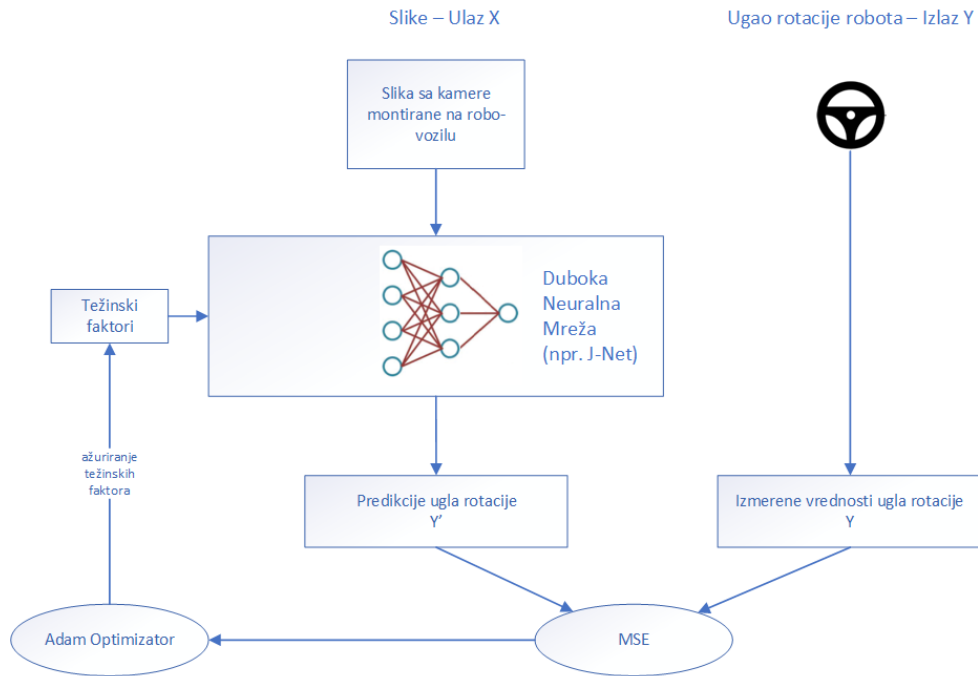 Slike – Ulaz X
Ugao rotacije robota – Izlaz Y
Slika sa kamere
montirane na robo-
vozilu
Duboka
Neuralna
Mreža
(npr. J-Net)
Težinski
faktori
ažuriranje
težinskih
faktora
Predikcije ugla rotacije
Y’
Izmerene vrednosti ugla rotacije
Y
Adam Optimizator
MSE